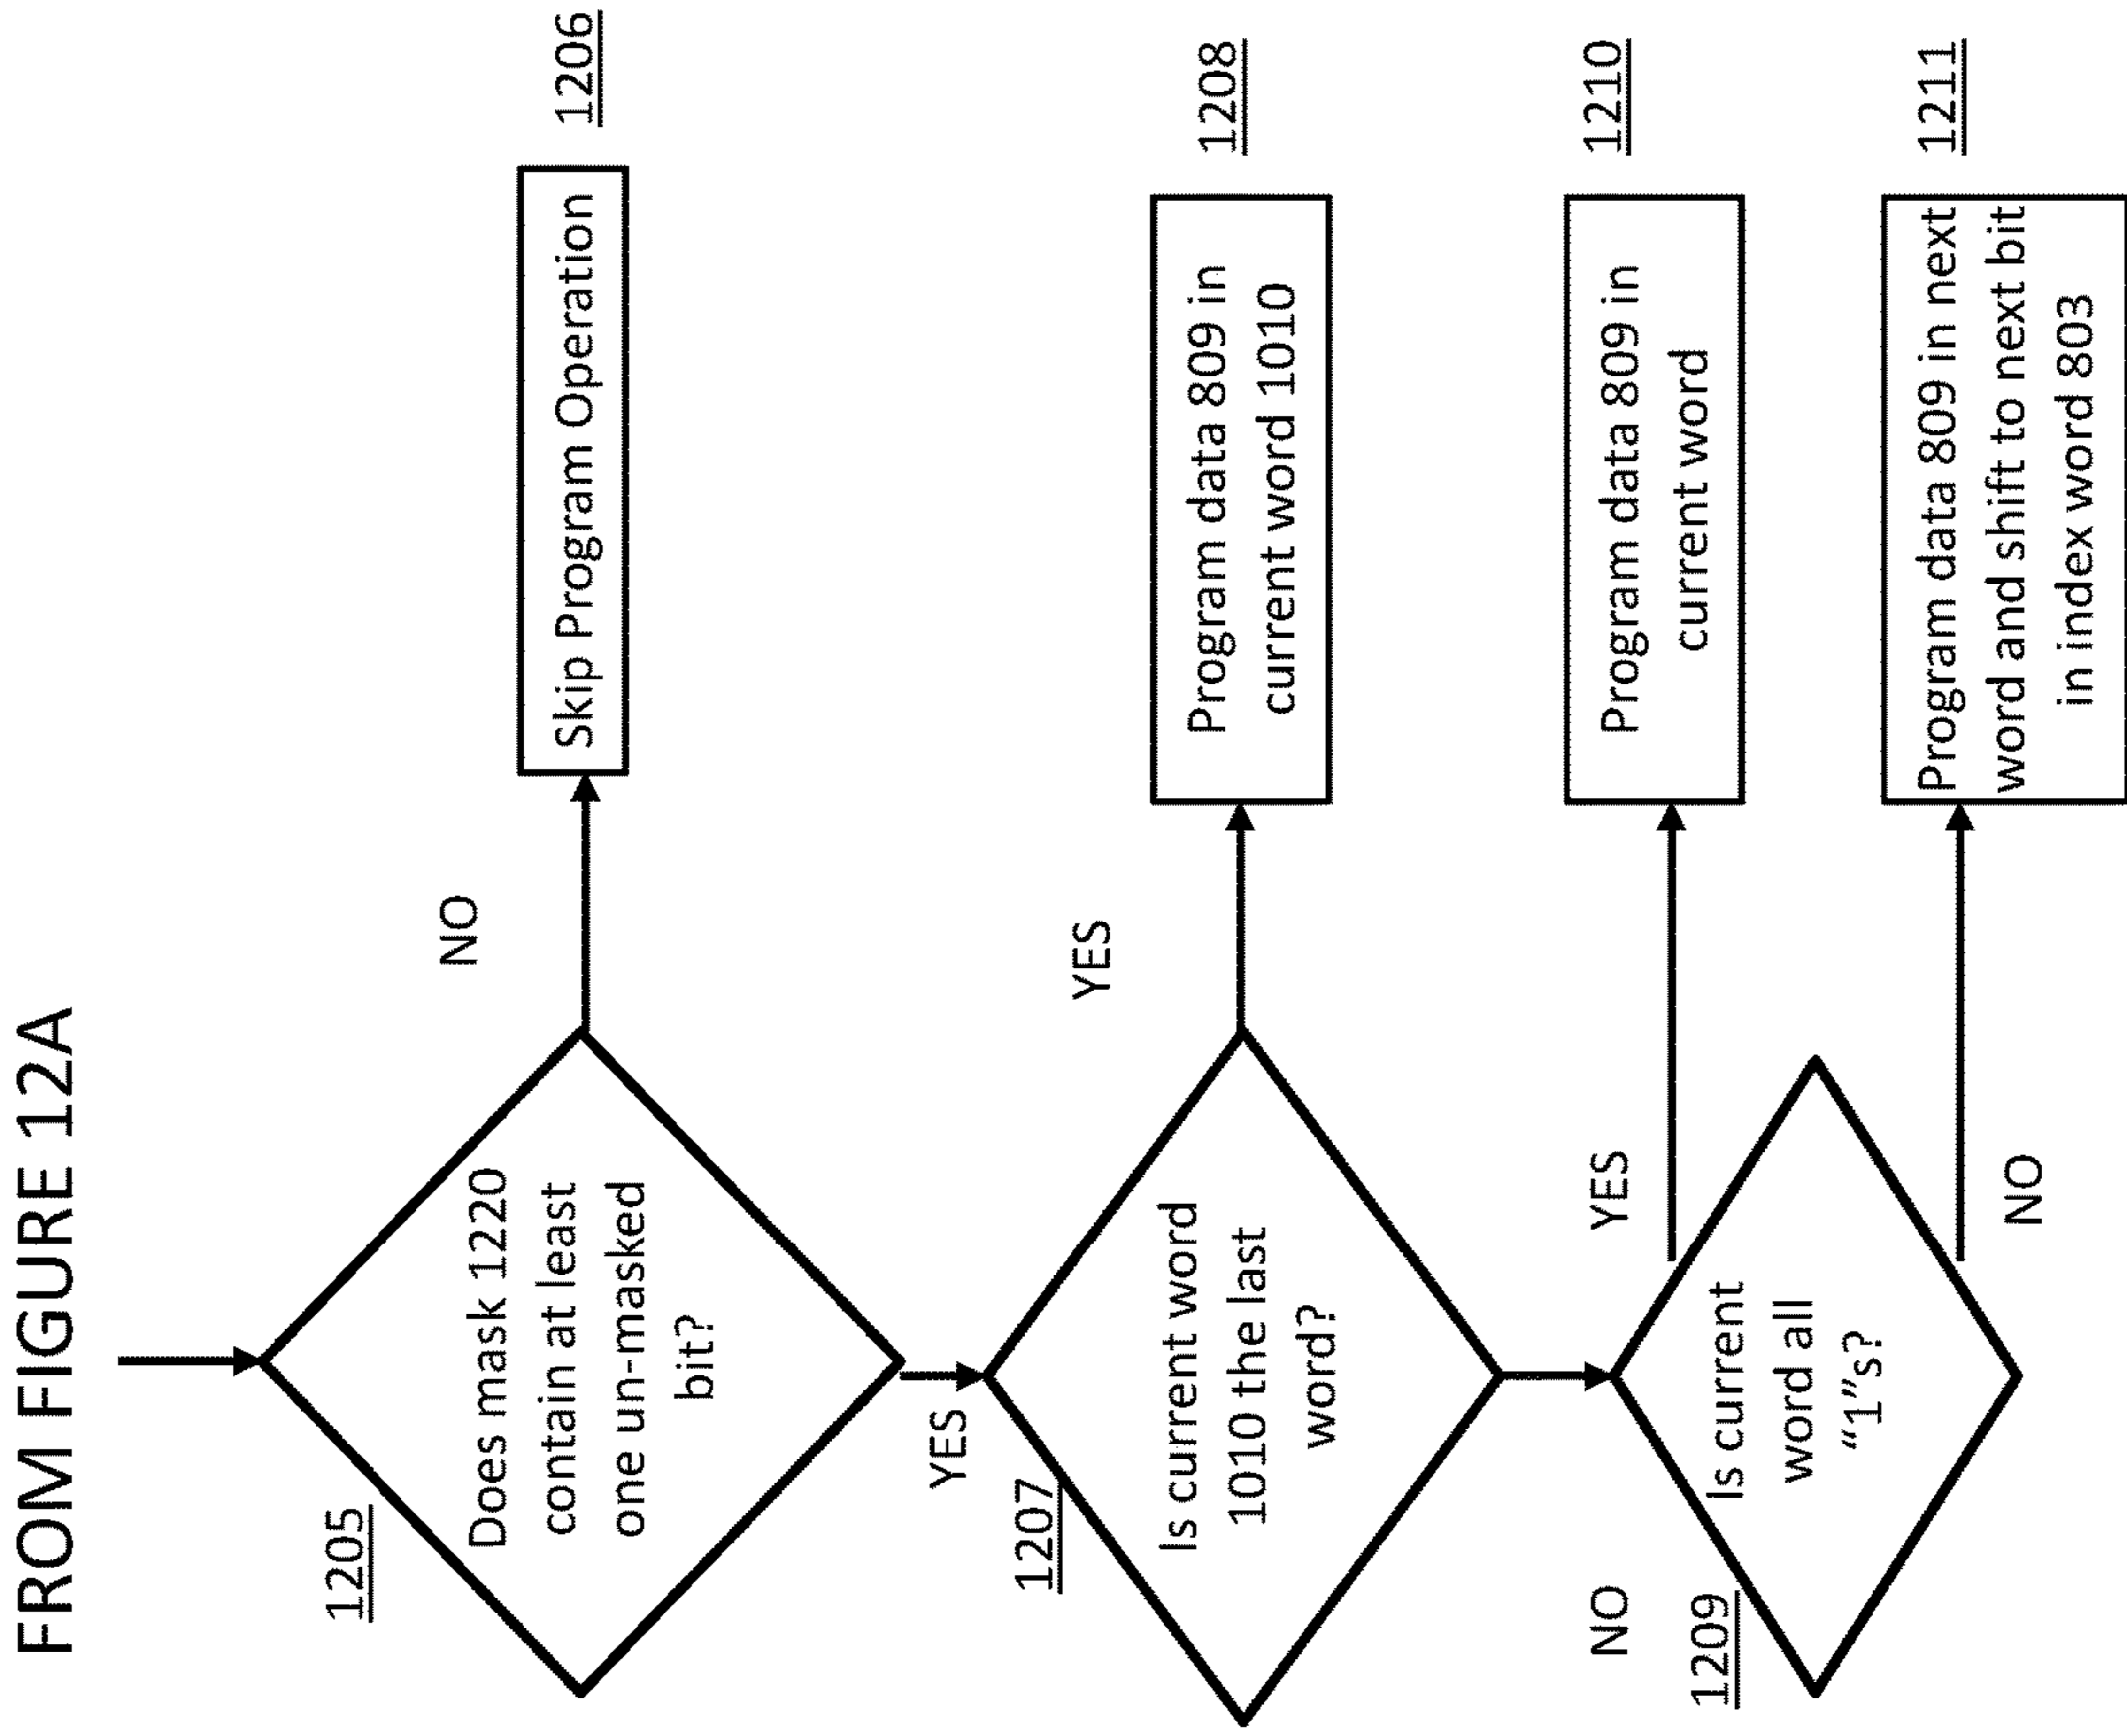 FROM FIGURE 12A
1205
Does mask 1220
contain at least
one un-masked
bit?
NO
Skip Program Operation
1206
YES
1207
Is current word
1010 the last
word?
YES
Program data 809 in
current word 1010
1208
NO
1209
Is current
word all
“1”s?
YES
Program data 809 in
current word
1210
NO
Program data 809 in next
word and shift to next bit
in index word 803
1211